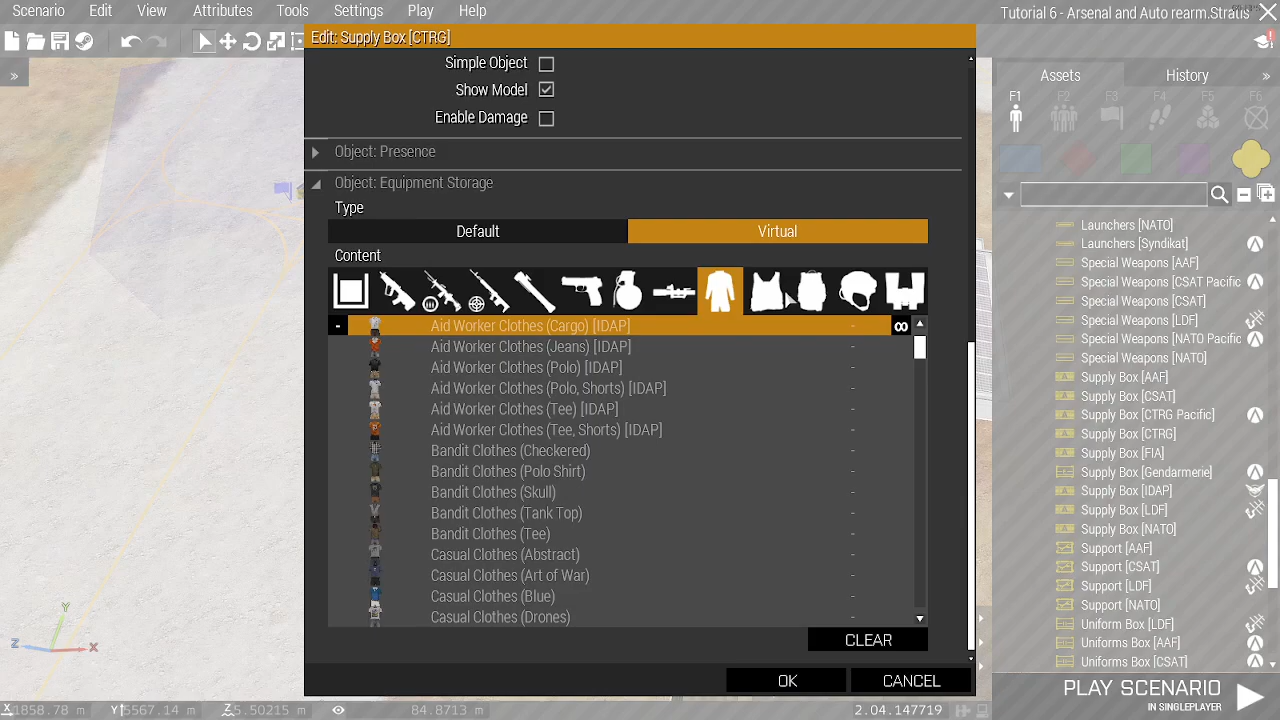 Scenario
Edit
View
Attributes
Tools
Settings
Play
Help
Tutorial 6 - Arsenal and Auto rearm.Stratis
Edit: Supply Box [CTRG]
Simple Object
Show Model
Enable Damage
Object: Presence
Object: Equipment Storage
Type
Default
Virtual
Content
Aid Worker Clothes (Cargo) [IDAP] - ∞
Aid Worker Clothes (Jeans) [IDAP] -
Aid Worker Clothes (Polo) [IDAP] -
Aid Worker Clothes (Polo, Shorts) [IDAP] -
Aid Worker Clothes (Tee) [IDAP] -
Aid Worker Clothes (Tee, Shorts) [IDAP] -
Bandit Clothes (Checkered) -
Bandit Clothes (Polo Shirt) -
Bandit Clothes (Skull) -
Bandit Clothes (Tank Top) -
Bandit Clothes (Tee) -
Casual Clothes (Abstract) -
Casual Clothes (Art of War) -
Casual Clothes (Blue) -
Casual Clothes (Drones) -
CLEAR
OK
CANCEL
Assets
History
F1
F2
F3
F4
F5
F6
Launchers [NATO]
Launchers [Syndikat]
Special Weapons [AAF]
Special Weapons [CSAT Pacific
Special Weapons [CSAT]
Special Weapons [LDF]
Special Weapons [NATO Pacific
Special Weapons [NATO]
Supply Box [AAF]
Supply Box [CSAT]
Supply Box [CTRG Pacific]
Supply Box [CTRG]
Supply Box [FIA]
Supply Box [Gendarmerie]
Supply Box [IDAP]
Supply Box [LDF]
Supply Box [NATO]
Support [AAF]
Support [CSAT]
Support [LDF]
Support [NATO]
Uniform Box [LDF]
Uniforms Box [AAF]
Uniforms Box [CSAT]
PLAY SCENARIO
IN SINGLEPLAYER
Z
Y
X
X 1858.78 m
Y 5567.14 m
Z 5.50215 m
84.8713 m
2.04.147719